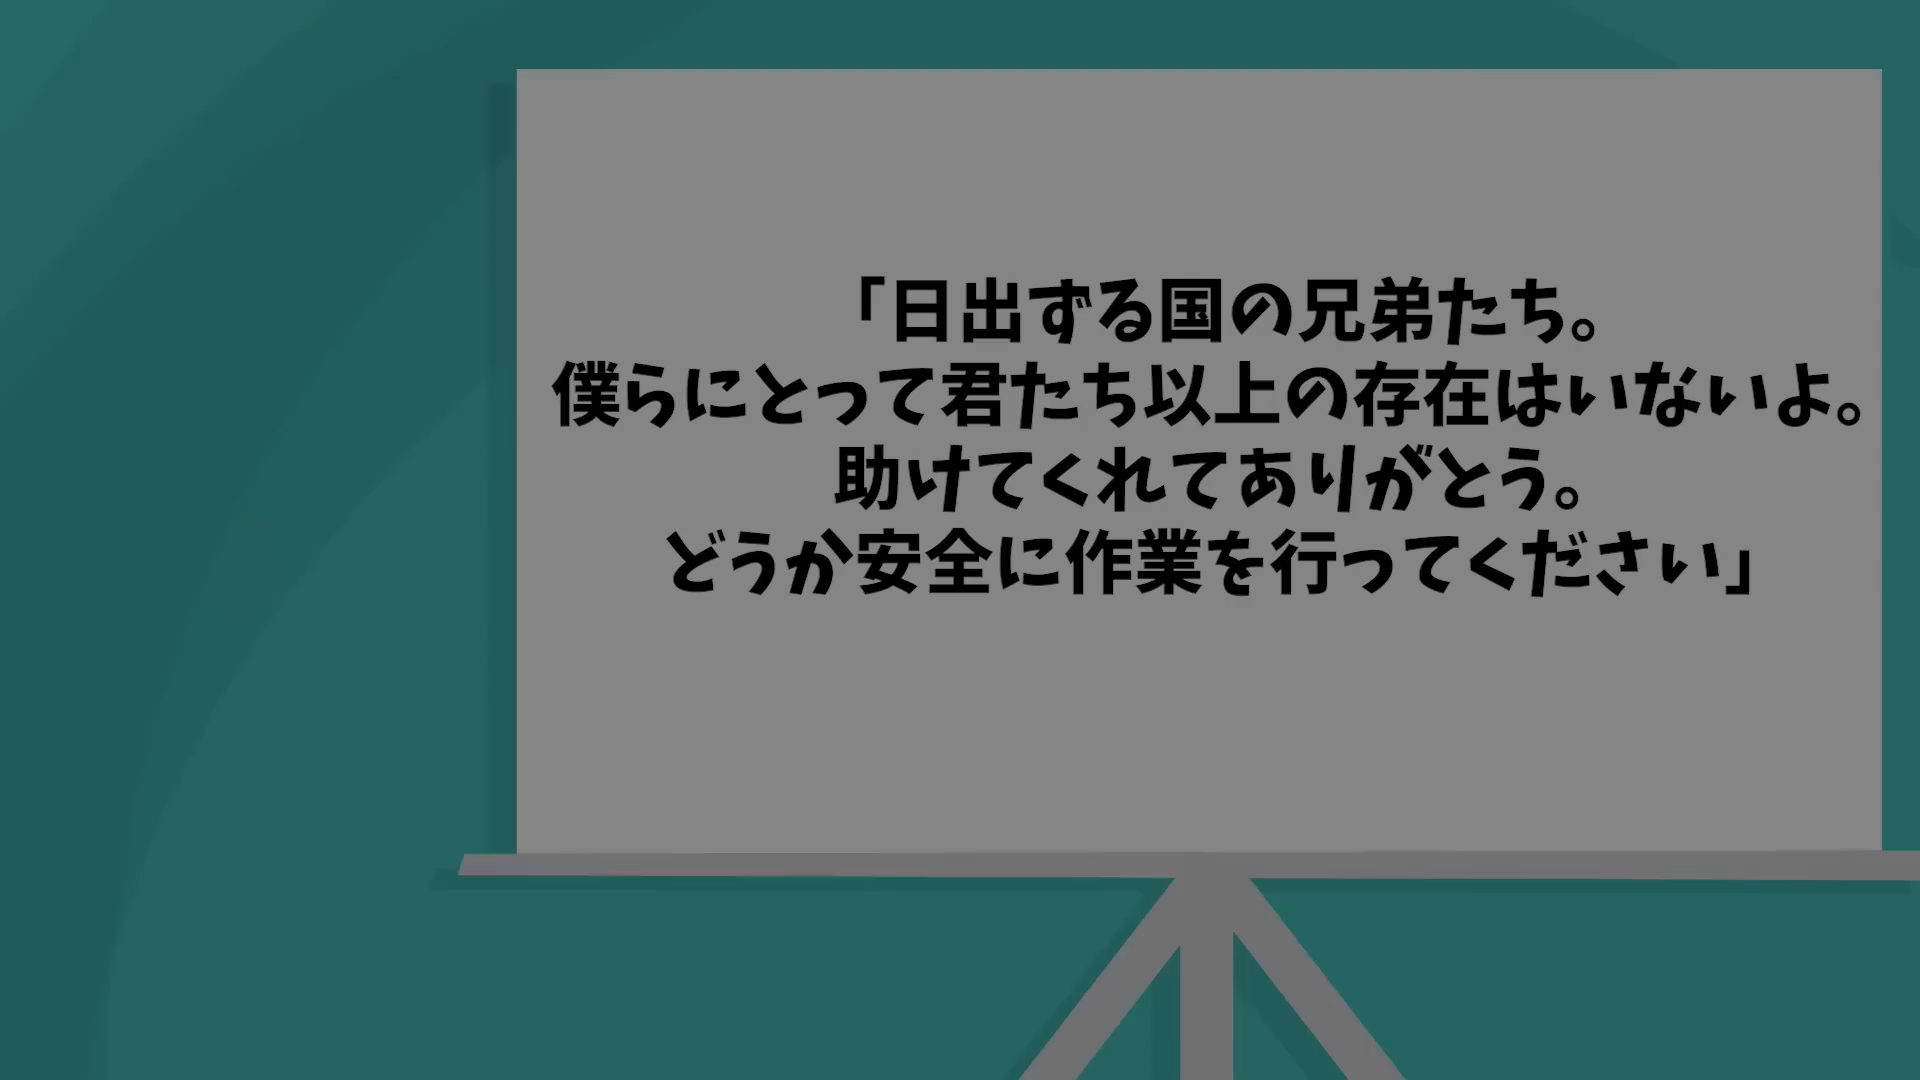 「日出ずる国の兄弟たち。
僕らにとって君たち以上の存在はいないよ。
助けてくれてありがとう。
どうか安全に作業を行ってください」